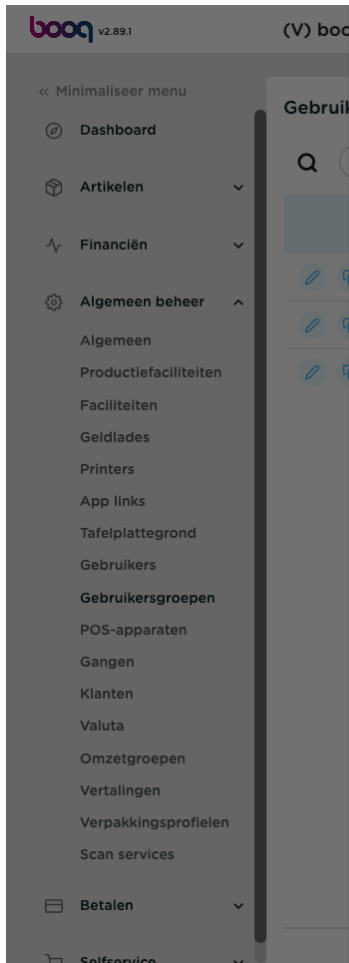 booq v2.89.1
(V) boo
« Minimaliseer menu
Gebruik
Dashboard
Artikelen
Financiën
Algemeen beheer
Algemeen
Productiefaciliteiten
Faciliteiten
Geldlades
Printers
App links
Tafelplattegrond
Gebruikers
Gebruikersgroepen
POS-apparaten
Gangen
Klanten
Valuta
Omzetgroepen
Vertalingen
Verpakkingsprofielen
Scan services
Betalen
Selfservice